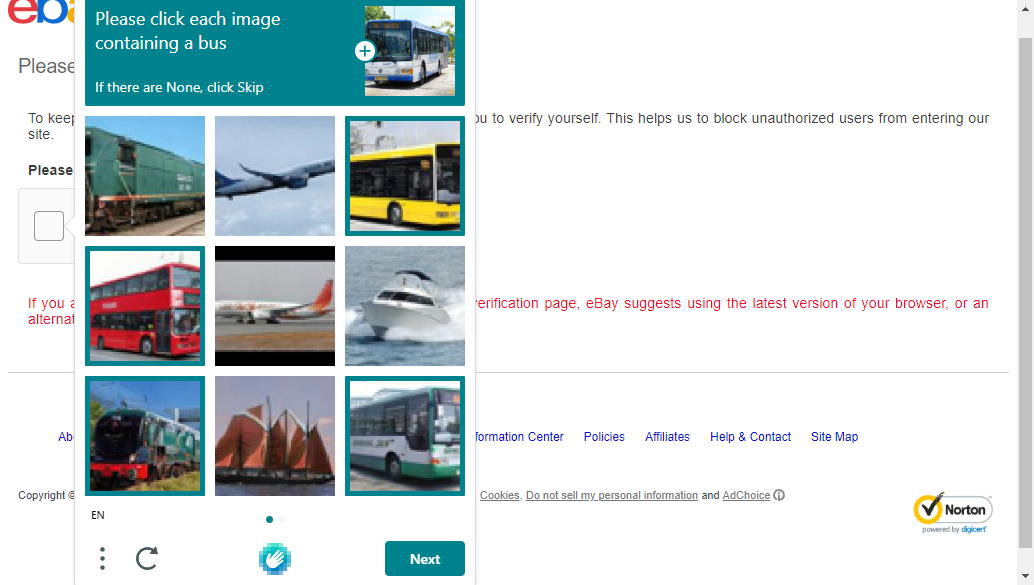 eba
Please click each image
containing a bus
If there are None, click Skip
Please
To keep
ou to verify yourself. This helps us to block unauthorized users from entering our
site.
Please
If you a
verification page, eBay suggests using the latest version of your browser, or an
alternat
Ab
formation Center
Policies
Affiliates
Help & Contact
Site Map
Copyright ©
Cookies, Do not sell my personal information and AdChoice
Norton
powered by digicert
EN
Next